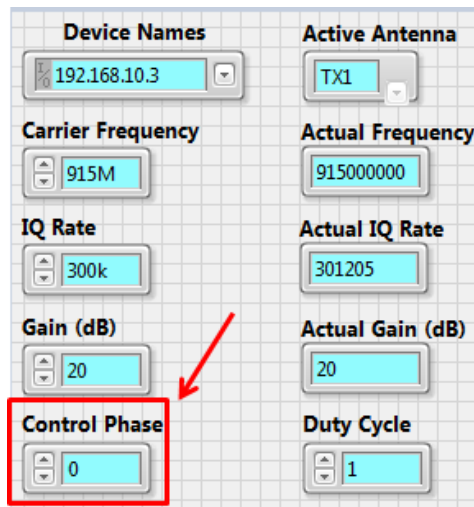 Device Names
Active Antenna
192.168.10.3
TX1
Carrier Frequency
Actual Frequency
915M
915000000
IQ Rate
Actual IQ Rate
300k
301205
Gain (dB)
Actual Gain (dB)
20
20
Control Phase
Duty Cycle
0
1